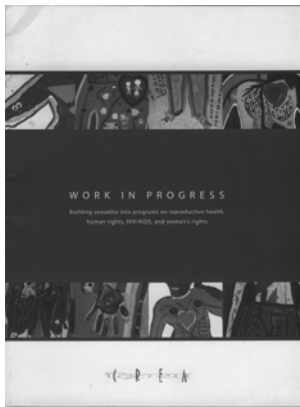 WORK IN PROGRESS
Building sexuality into programs on reproductive health,
human rights, HIV/AIDS, and women's rights
CREA